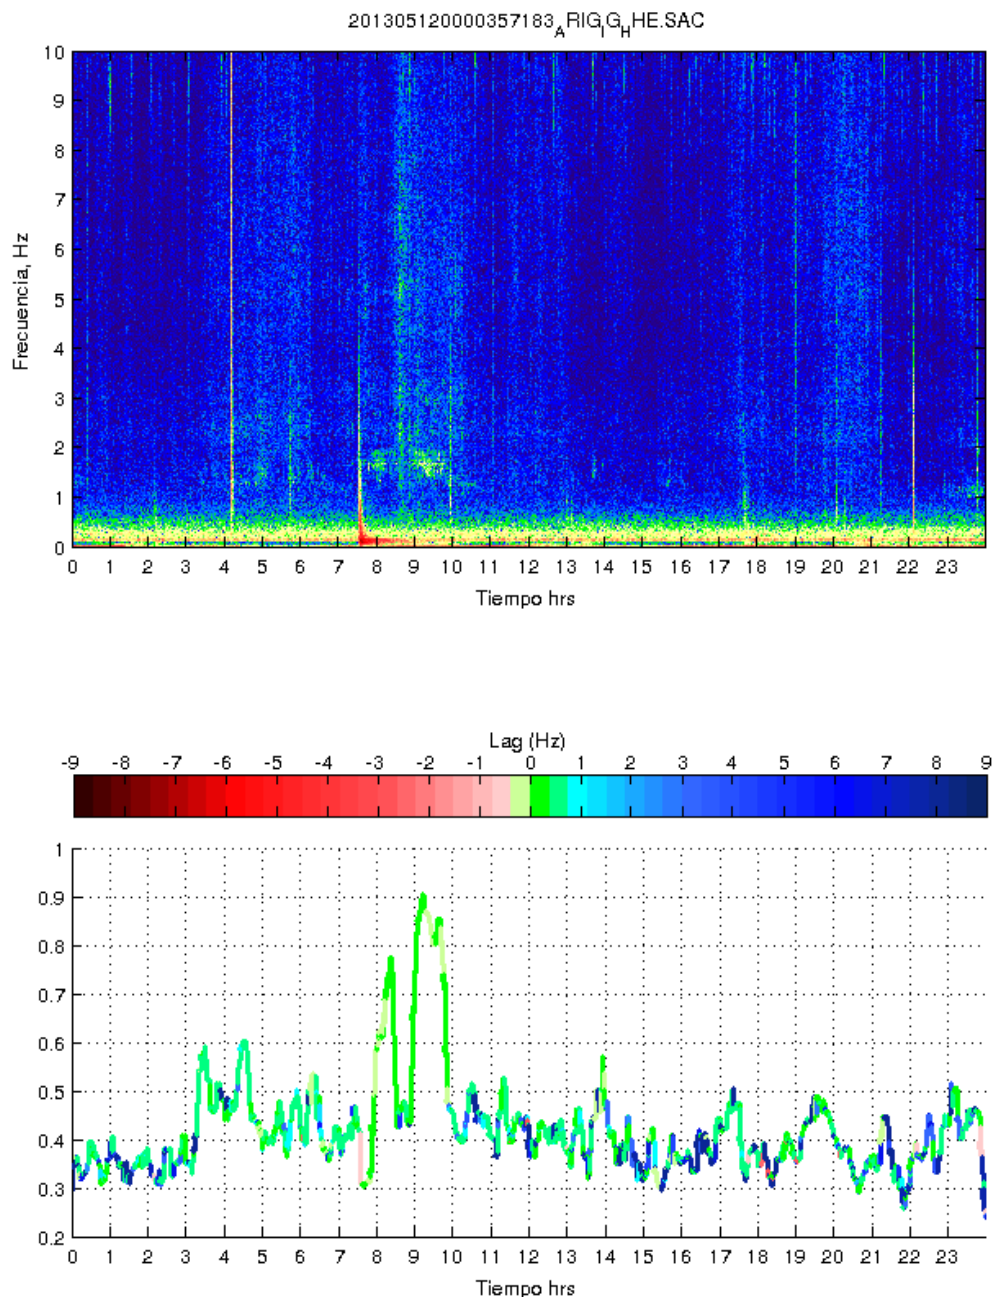 201305120000357183_ARIG_IG_HHE.SAC
10
9
8
7
6
5
4
3
2
1
0
Frecuencia, Hz
0 1 2 3 4 5 6 7 8 9 10 11 12 13 14 15 16 17 18 19 20 21 22 23
Tiempo hrs
Lag (Hz)
-9 -8 -7 -6 -5 -4 -3 -2 -1 0 1 2 3 4 5 6 7 8 9
1
0.9
0.8
0.7
0.6
0.5
0.4
0.3
0.2
0 1 2 3 4 5 6 7 8 9 10 11 12 13 14 15 16 17 18 19 20 21 22 23
Tiempo hrs